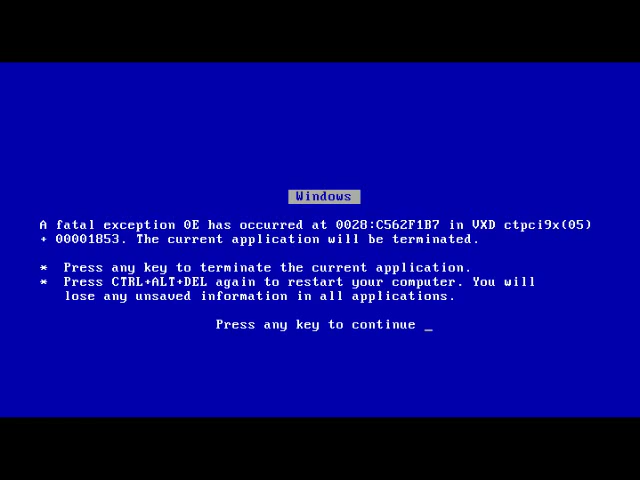 Windows
A fatal exception 0E has occurred at 0028:C562F1B7 in VXD ctpci9x(05)
+ 00001853. The current application will be terminated.
* Press any key to terminate the current application.
* Press CTRL+ALT+DEL again to restart your computer. You will
lose any unsaved information in all applications.
Press any key to continue _